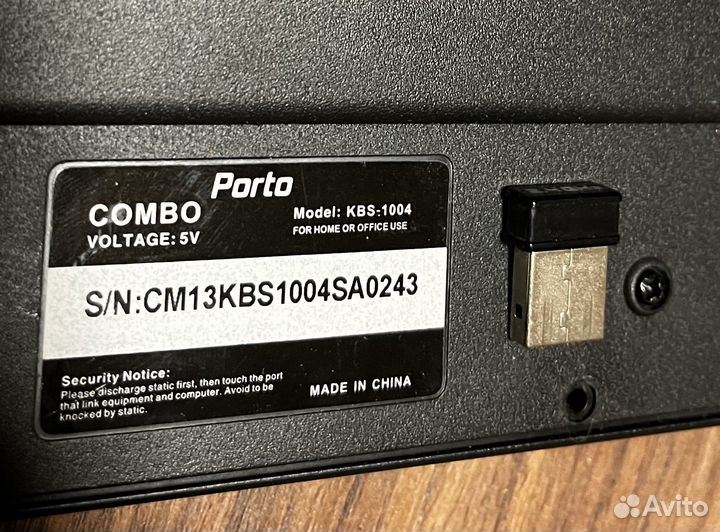 Porto
COMBO
Model: KBS-1004
VOLTAGE: 5V
FOR HOME OR OFFICE USE
S/N:CM13KBS1004SA0243
Security Notice:
Please discharge static first, then touch the port
that link equipment and computer. Avoid to be
knocked by static.
MADE IN CHINA
Avito